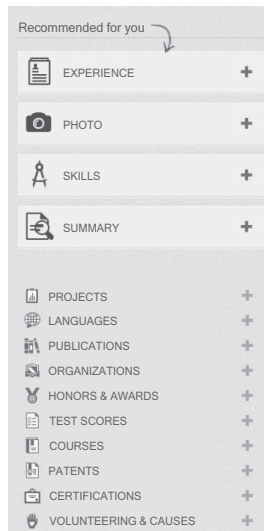 Recommended for you
EXPERIENCE
PHOTO
SKILLS
SUMMARY
PROJECTS
LANGUAGES
PUBLICATIONS
ORGANIZATIONS
HONORS & AWARDS
TEST SCORES
COURSES
PATENTS
CERTIFICATIONS
VOLUNTEERING & CAUSES